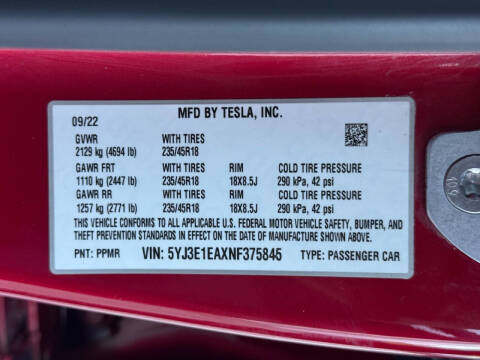 MFD BY TESLA, INC.
09/22
GVWR WITH TIRES
2129 kg (4694 lb) 235/45R18
GAWR FRT WITH TIRES RIM COLD TIRE PRESSURE
1110 kg (2447 lb) 235/45R18 18X8.5J 290 kPa, 42 psi
GAWR RR WITH TIRES RIM COLD TIRE PRESSURE
1257 kg (2771 lb) 235/45R18 18X8.5J 290 kPa, 42 psi
THIS VEHICLE CONFORMS TO ALL APPLICABLE U.S. FEDERAL MOTOR VEHICLE SAFETY, BUMPER, AND
THEFT PREVENTION STANDARDS IN EFFECT ON THE DATE OF MANUFACTURE SHOWN ABOVE.
PNT: PPMR VIN: 5YJ3E1EAXNF375845 TYPE: PASSENGER CAR